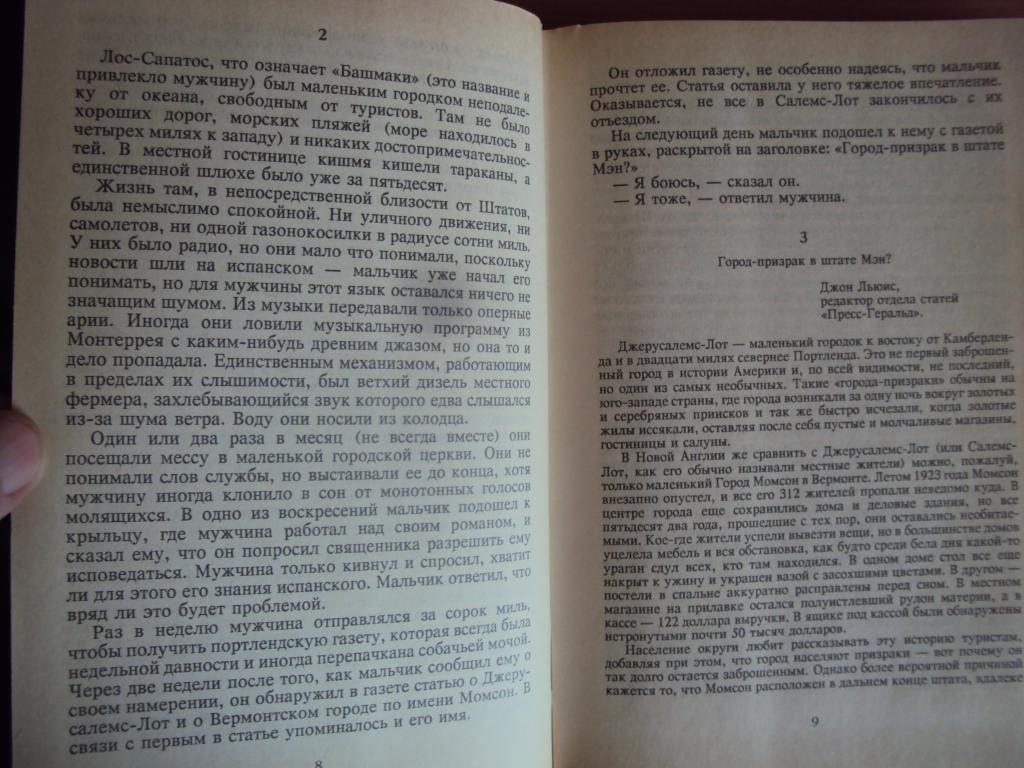 2
Лос-Сапатос, что означает «Башмаки» (это название и
привлекло мужчину) был маленьким городком неподале-
ку от океана, свободным от туристов. Там не было
хороших дорог, морских пляжей (море находилось в
четырех милях к западу) и никаких достопримечательнос-
тей. В местной гостинице кишмя кишели тараканы, а
единственной шлюхе было уже за пятьдесят.
Жизнь там, в непосредственной близости от Штатов,
была немыслимо спокойной. Ни уличного движения, ни
самолетов, ни одной газонокосилки в радиусе сотни миль.
У них было радио, но они мало что понимали, поскольку
новости шли на испанском — мальчик уже начал его
понимать, но для мужчины этот язык оставался ничего не
значащим шумом. Из музыки передавали только оперные
арии. Иногда они ловили музыкальную программу из
Монтеррея с каким-нибудь древним джазом, но она то и
дело пропадала. Единственным механизмом, работающим
в пределах их слышимости, был ветхий дизель местного
фермера, захлебывающийся звук которого едва слышался
из-за шума ветра. Воду они носили из колодца.
Один или два раза в месяц (не всегда вместе) они
посещали мессу в маленькой городской церкви. Они не
понимали слов службы, но выстаивали ее до конца, хотя
мужчину иногда клонило в сон от монотонных голосов
молящихся. В одно из воскресений мальчик подошел к
крыльцу, где мужчина работал над своим романом, и
сказал ему, что он попросил священника разрешить ему
исповедаться. Мужчина только кивнул и спросил, хватит
ли для этого его знания испанского. Мальчик ответил, что
вряд ли это будет проблемой.
Раз в неделю мужчина отправлялся за сорок миль,
чтобы получить портлендскую газету, которая всегда была
недельной давности и иногда перепачкана собачьей мочой.
Через две недели после того, как мальчик сообщил ему о
своем намерении, он обнаружил в газете статью о Джеру-
салемс-Лот и о Вермонтском городе по имени Момсон. В
связи с первым в статье упоминалось и его имя.
8
Он отложил газету, не особенно надеясь, что мальчик
прочтет ее. Статья оставила у него тяжелое впечатление.
Оказывается, не все в Салемс-Лот закончилось с их
отъездом.
На следующий день мальчик подошел к нему с газетой
в руках, раскрытой на заголовке: «Город-призрак в штате
Мэн?»
— Я боюсь, — сказал он.
— Я тоже, — ответил мужчина.
3
Город-призрак в штате Мэн?
Джон Льюис,
редактор отдела статей
«Пресс-Геральд».
Джерусалемс-Лот — маленький городок к востоку от Камберлен-
да и в двадцати милях севернее Портленда. Это не первый заброшен-
ный город в истории Америки и, по всей видимости, не последний,
но один из самых необычных. Такие «города-призраки» обычны на
юго-западе страны, где города возникали за одну ночь вокруг золотых
и серебряных приисков и так же быстро исчезали, когда золотые
жилы иссякали, оставляя после себя пустые и молчаливые магазины,
гостиницы и салуны.
В Новой Англии же сравнить с Джерусалемс-Лот (или Салемс-
Лот, как его обычно называли местные жители) можно, пожалуй,
только маленький Город Момсон в Вермонте. Летом 1923 года Момсон
внезапно опустел, и все его 312 жителей пропали неведомо куда. В
центре города еще сохранились дома и деловые здания, но все
пятьдесят два года, прошедшие с тех пор, они оставались необитае-
мыми. Кое-где жители успели вывезти вещи, но в большинстве домов
уцелела мебель и вся обстановка, как будто среди бела дня какой-то
ураган сдул всех, кто там находился. В одном доме стол все еще
накрыт к ужину и украшен вазой с засохшими цветами. В другом —
постели в спальне аккуратно расправлены перед сном. В местном
магазине на прилавке остался полуистлевший рулон материи, а в
кассе — 122 доллара выручки. В ящике под кассой были обнаружены
нетронутыми почти 50 тысяч долларов.
Население округи любит рассказывать эту историю туристам,
добавляя при этом, что город населяют призраки — вот почему он
так долго остается заброшенным. Однако более вероятной причиной
кажется то, что Момсон расположен в дальнем конце штата, вдалеке
9